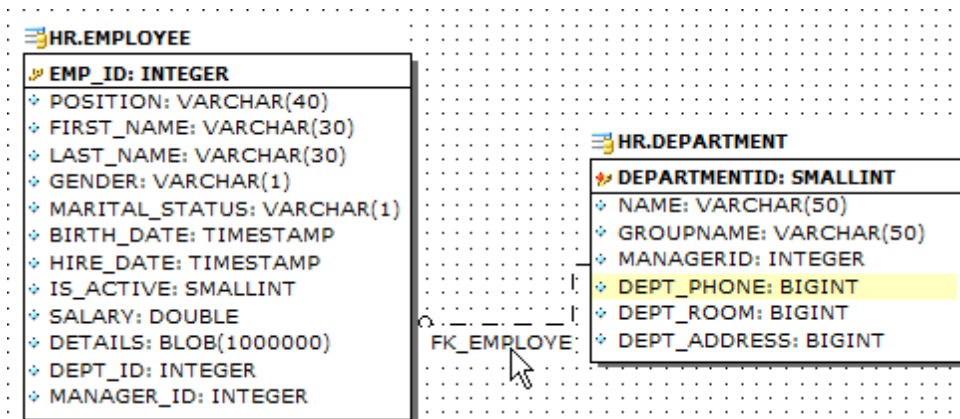 HR.EMPLOYEE
EMP_ID: INTEGER
POSITION: VARCHAR(40)
FIRST_NAME: VARCHAR(30)
LAST_NAME: VARCHAR(30)
GENDER: VARCHAR(1)
MARITAL_STATUS: VARCHAR(1)
BIRTH_DATE: TIMESTAMP
HIRE_DATE: TIMESTAMP
IS_ACTIVE: SMALLINT
SALARY: DOUBLE
DETAILS: BLOB(1000000)
DEPT_ID: INTEGER
MANAGER_ID: INTEGER
FK_EMPLOYE
HR.DEPARTMENT
DEPARTMENTID: SMALLINT
NAME: VARCHAR(50)
GROUPNAME: VARCHAR(50)
MANAGERID: INTEGER
DEPT_PHONE: BIGINT
DEPT_ROOM: BIGINT
DEPT_ADDRESS: BIGINT